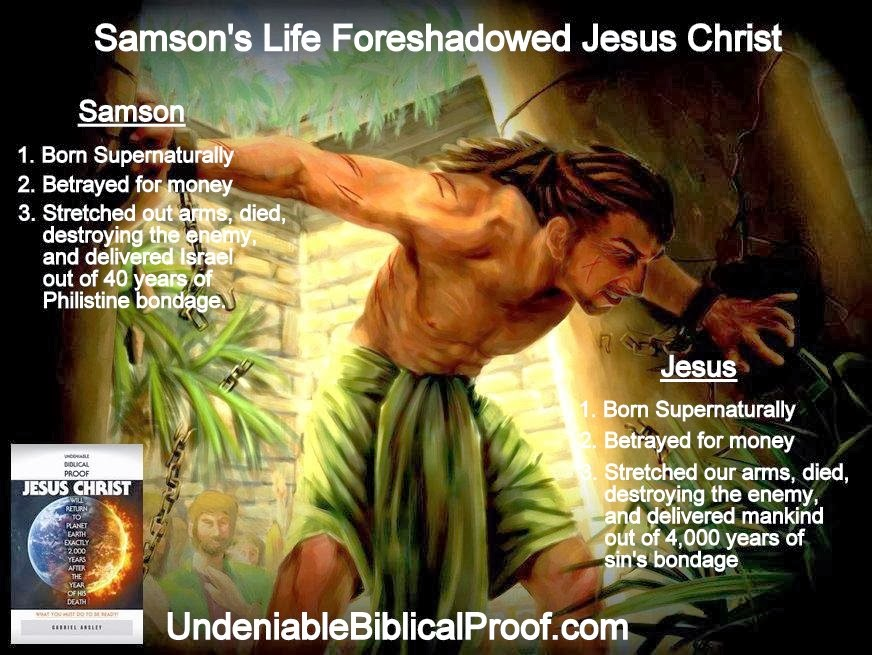 Samson's Life Foreshadowed Jesus Christ
Samson
1. Born Supernaturally
2. Betrayed for money
3. Stretched out arms, died,
destroying the enemy,
and delivered Israel
out of 40 years of
Philistine bondage.
Jesus
1. Born Supernaturally
2. Betrayed for money
3. Stretched our arms, died,
destroying the enemy,
and delivered mankind
out of 4,000 years of
sin's bondage
UNDENIABLE
BIBLICAL
PROOF
JESUS CHRIST
WILL
RETURN
TO
PLANET
EARTH
EXACTLY
2,000
YEARS
AFTER
THE
YEAR
OF HIS
DEATH
WHAT YOU MUST DO TO BE READY!
GABRIEL ANSLEY
UndeniableBiblicalProof.com